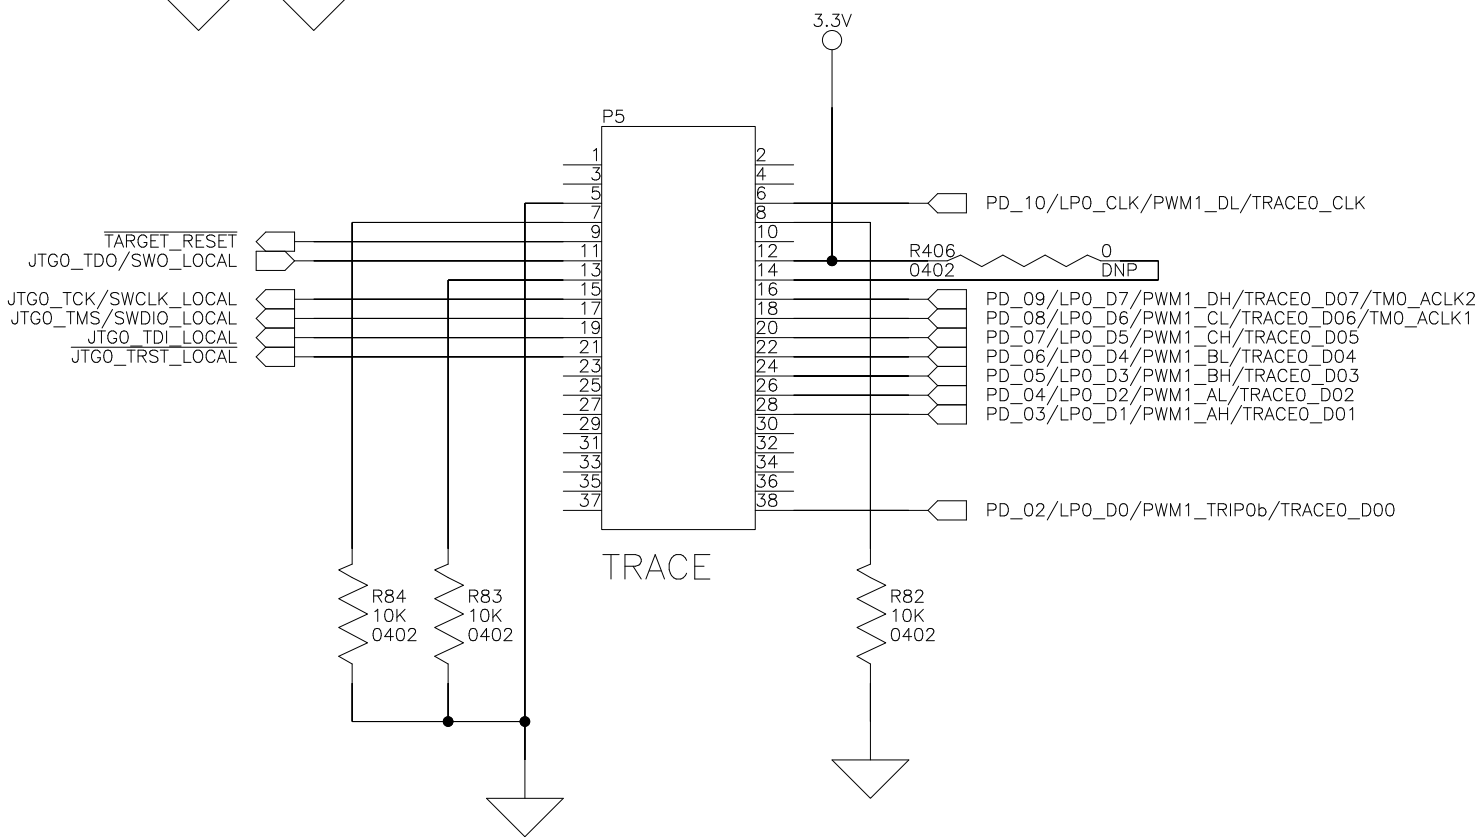 3.3V
P5
1 2
3 4
5 6 PD_10/LP0_CLK/PWM1_DL/TRACE0_CLK
7 8
TARGET_RESET 9 10
JTG0_TDO/SWO_LOCAL 11 12 R406 0
13 14 0402 DNP
JTG0_TCK/SWCLK_LOCAL 15 16 PD_09/LP0_D7/PWM1_DH/TRACE0_D07/TM0_ACLK2
JTG0_TMS/SWDIO_LOCAL 17 18 PD_08/LP0_D6/PWM1_CL/TRACE0_D06/TM0_ACLK1
JTG0_TDI_LOCAL 19 20 PD_07/LP0_D5/PWM1_CH/TRACE0_D05
JTG0_TRST_LOCAL 21 22 PD_06/LP0_D4/PWM1_BL/TRACE0_D04
23 24 PD_05/LP0_D3/PWM1_BH/TRACE0_D03
25 26 PD_04/LP0_D2/PWM1_AL/TRACE0_D02
27 28 PD_03/LP0_D1/PWM1_AH/TRACE0_D01
29 30
31 32
33 34
35 36
37 38 PD_02/LP0_D0/PWM1_TRIP0b/TRACE0_D00
TRACE
R84 R83 R82
10K 10K 10K
0402 0402 0402